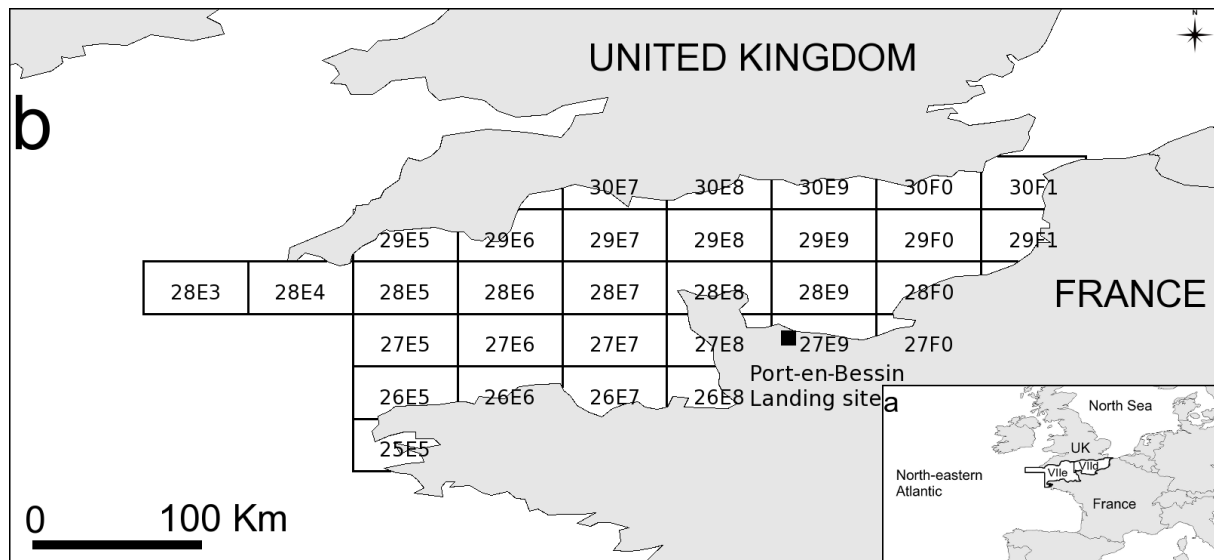 N
UNITED KINGDOM
b
30E7 30E8 30E9 30F0 30F1
29E5 29E6 29E7 29E8 29E9 29F0 29F1
28E3 28E4 28E5 28E6 28E7 28E8 28E9 28F0
FRANCE
27E5 27E6 27E7 27E8 27E9 27F0
Port-en-Bessin
Landing site
26E5 26E6 26E7 26E8
25E5
0 100 Km
a
North Sea
UK
VIIe VIId
North-eastern
Atlantic
France